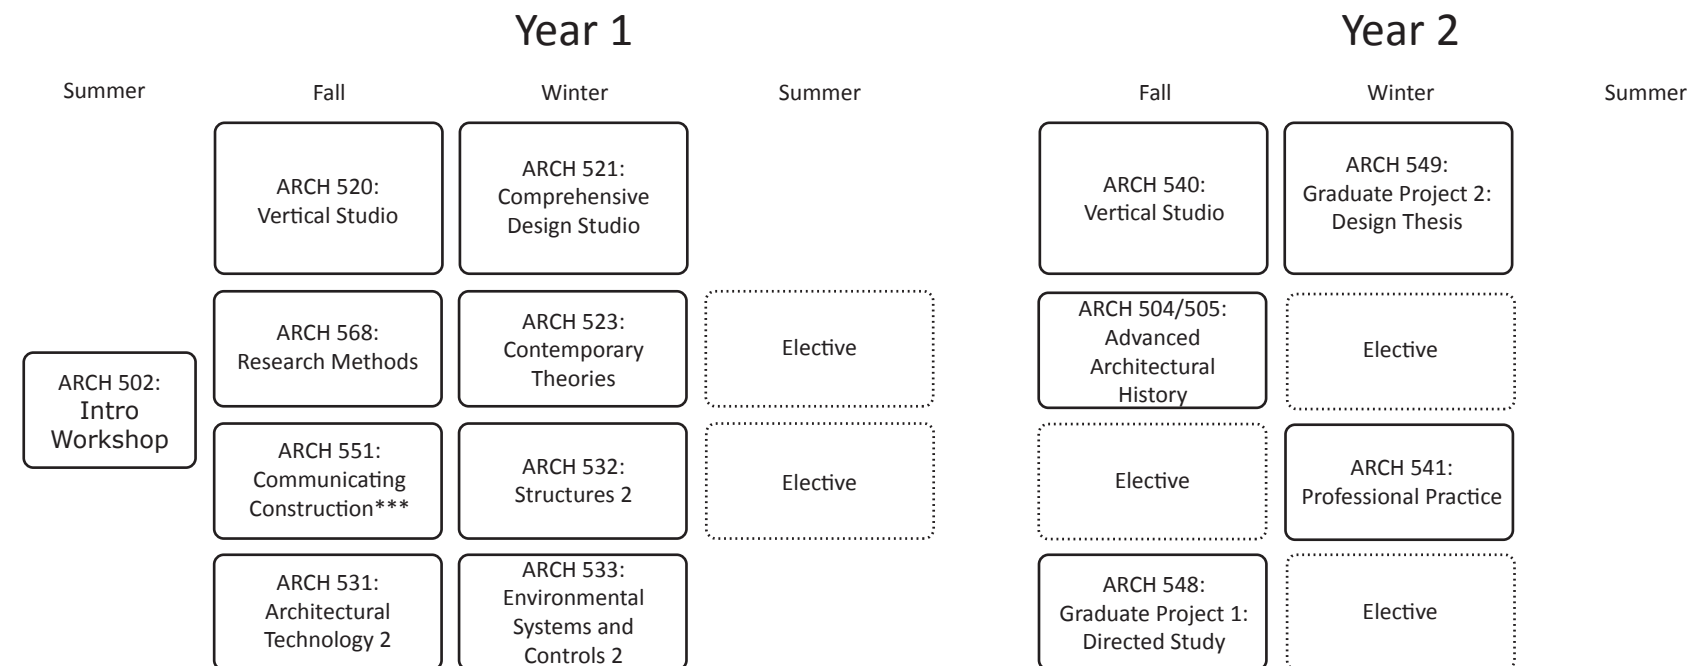 Year 1
Year 2
Summer
Fall
Winter
Summer
Fall
Winter
Summer
ARCH 502:
Intro
Workshop
ARCH 520:
Vertical Studio
ARCH 568:
Research Methods
ARCH 551:
Communicating
Construction***
ARCH 531:
Architectural
Technology 2
ARCH 521:
Comprehensive
Design Studio
ARCH 523:
Contemporary
Theories
ARCH 532:
Structures 2
ARCH 533:
Environmental
Systems and
Controls 2
Elective
Elective
ARCH 540:
Vertical Studio
ARCH 504/505:
Advanced
Architectural
History
Elective
ARCH 548:
Graduate Project 1:
Directed Study
ARCH 549:
Graduate Project 2:
Design Thesis
Elective
ARCH 541:
Professional Practice
Elective